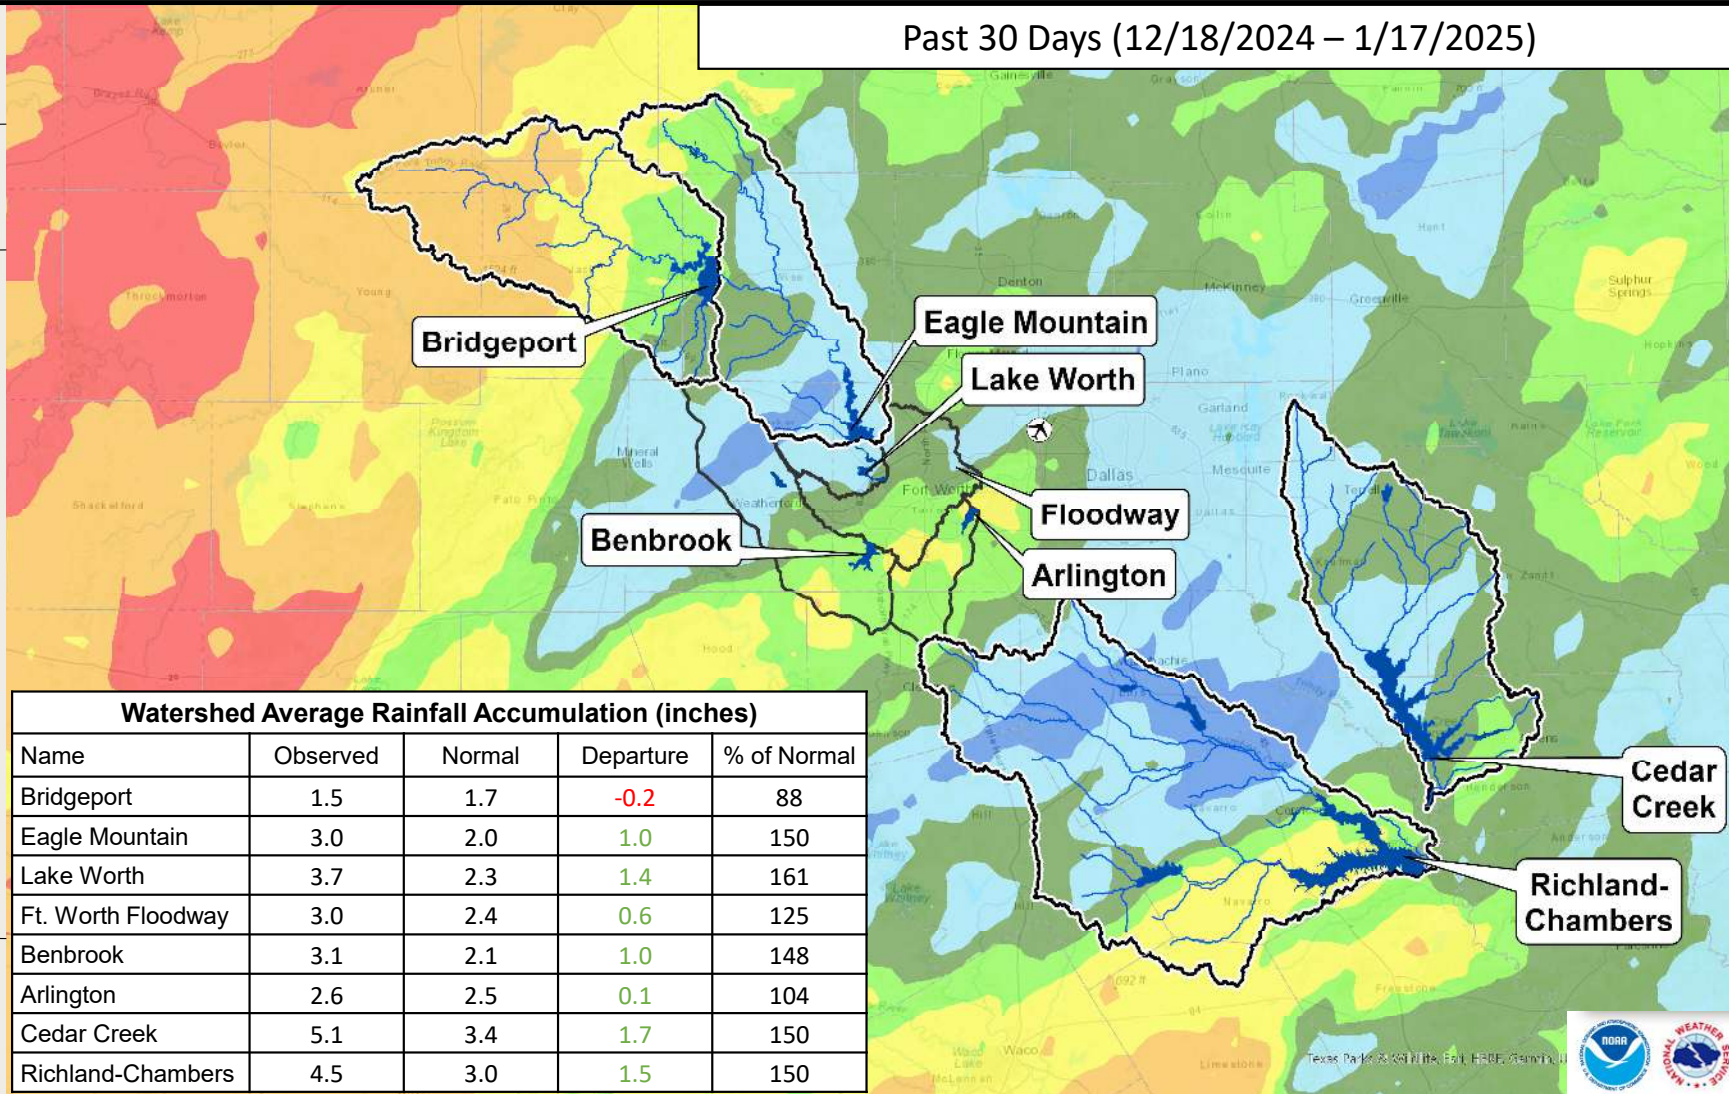 Past 30 Days (12/18/2024 – 1/17/2025)
Gainesville
Denton
McKinney
Greenville
Sulphur
Springs
Bridgeport
Eagle Mountain
Lake Worth
Plano
Garland
Mineral
Wells
Mesquite
Dallas
Weatherford
Fort Worth
Floodway
Benbrook
Arlington
Throckmorton
Young
Shackelford
Stephens
Palo Pinto
Hood
Hunt
Collin
Terrell
Kaufman
Cedar
Creek
Richland-
Chambers
Navarro
Hill
Henderson
Anderson
Freestone
Limestone
Waco
McLennan
Watershed Average Rainfall Accumulation (inches)
Name Observed Normal Departure % of Normal
Bridgeport 1.5 1.7 -0.2 88
Eagle Mountain 3.0 2.0 1.0 150
Lake Worth 3.7 2.3 1.4 161
Ft. Worth Floodway 3.0 2.4 0.6 125
Benbrook 3.1 2.1 1.0 148
Arlington 2.6 2.5 0.1 104
Cedar Creek 5.1 3.4 1.7 150
Richland-Chambers 4.5 3.0 1.5 150
NOAA